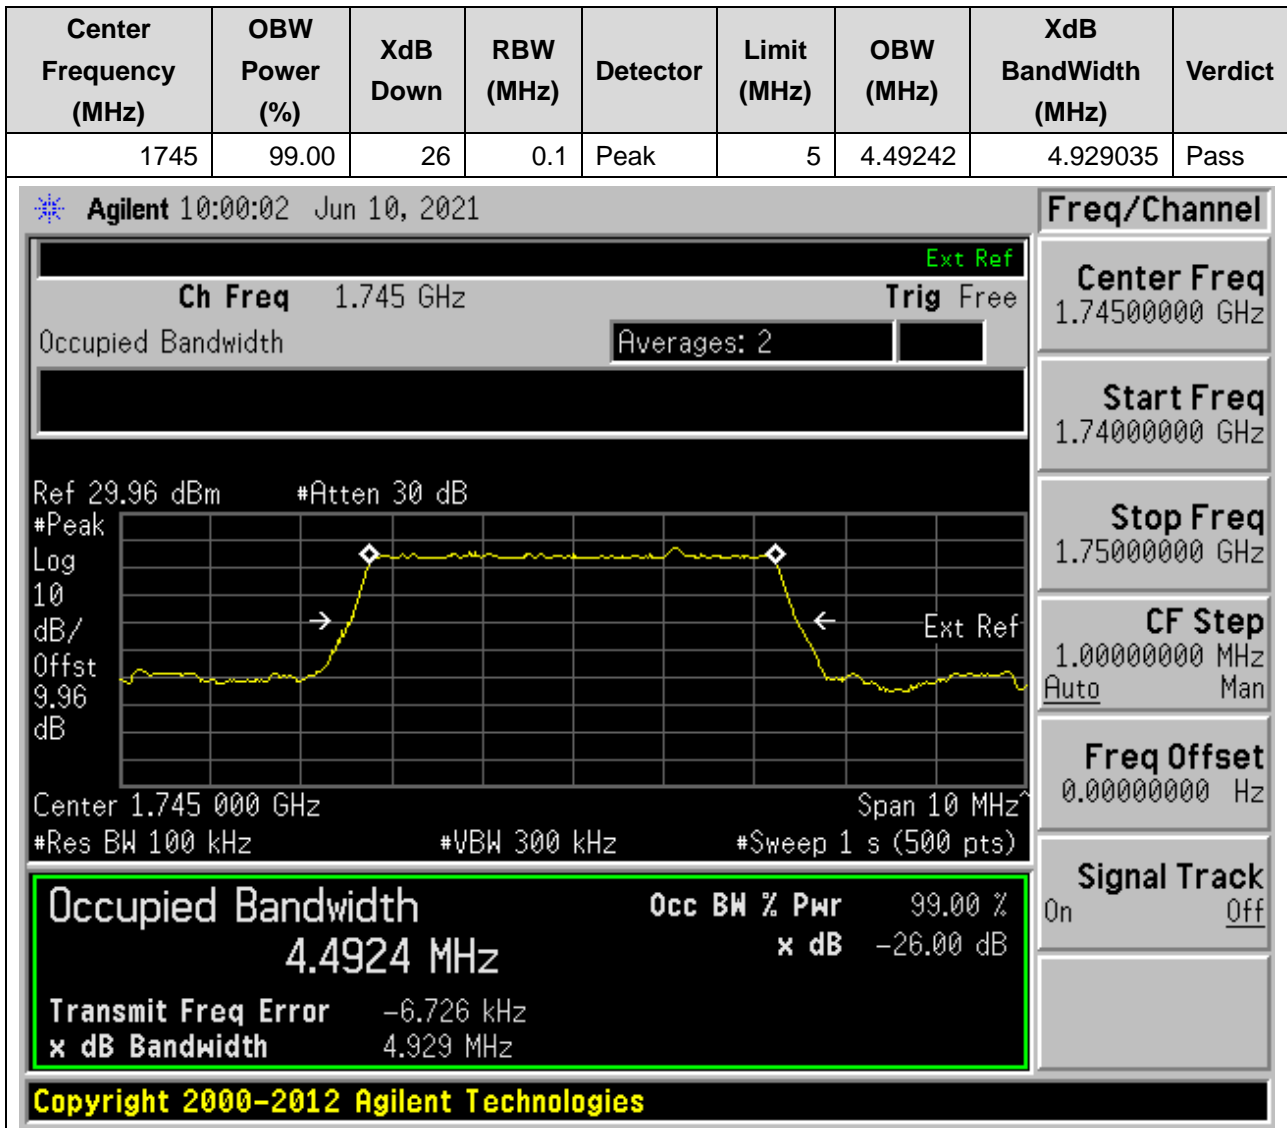 Center Frequency (MHz) OBW Power (%) XdB Down RBW (MHz) Detector Limit (MHz) OBW (MHz) XdB BandWidth (MHz) Verdict
1745 99.00 26 0.1 Peak 5 4.49242 4.929035 Pass
Agilent 10:00:02 Jun 10, 2021
Ext Ref
Ch Freq 1.745 GHz Trig Free
Occupied Bandwidth Averages: 2
Ref 29.96 dBm #Atten 30 dB
#Peak
Log
10
dB/
Offst
9.96
dB
Ext Ref
Center 1.745 000 GHz Span 10 MHz^
#Res BW 100 kHz #VBW 300 kHz #Sweep 1 s (500 pts)
Occupied Bandwidth
4.4924 MHz
Occ BW % Pwr 99.00 %
x dB -26.00 dB
Transmit Freq Error -6.726 kHz
x dB Bandwidth 4.929 MHz
Copyright 2000-2012 Agilent Technologies
Freq/Channel
Center Freq
1.74500000 GHz
Start Freq
1.74000000 GHz
Stop Freq
1.75000000 GHz
CF Step
1.00000000 MHz
Auto Man
Freq Offset
0.00000000 Hz
Signal Track
On Off